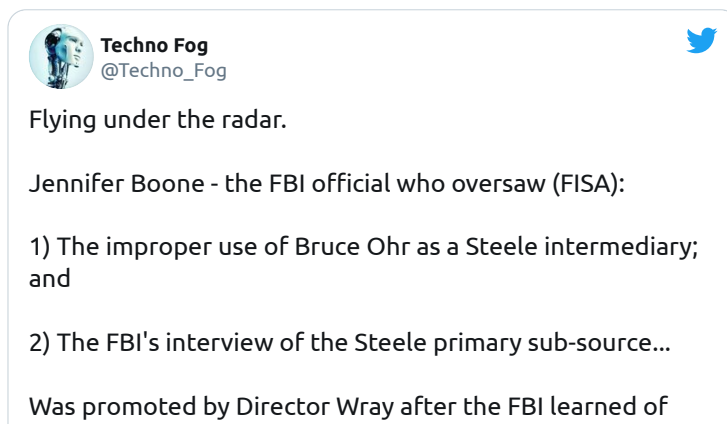 Techno Fog
@Techno_Fog
Flying under the radar.
Jennifer Boone - the FBI official who oversaw (FISA):
1) The improper use of Bruce Ohr as a Steele intermediary;
and
2) The FBI's interview of the Steele primary sub-source...
Was promoted by Director Wray after the FBI learned of